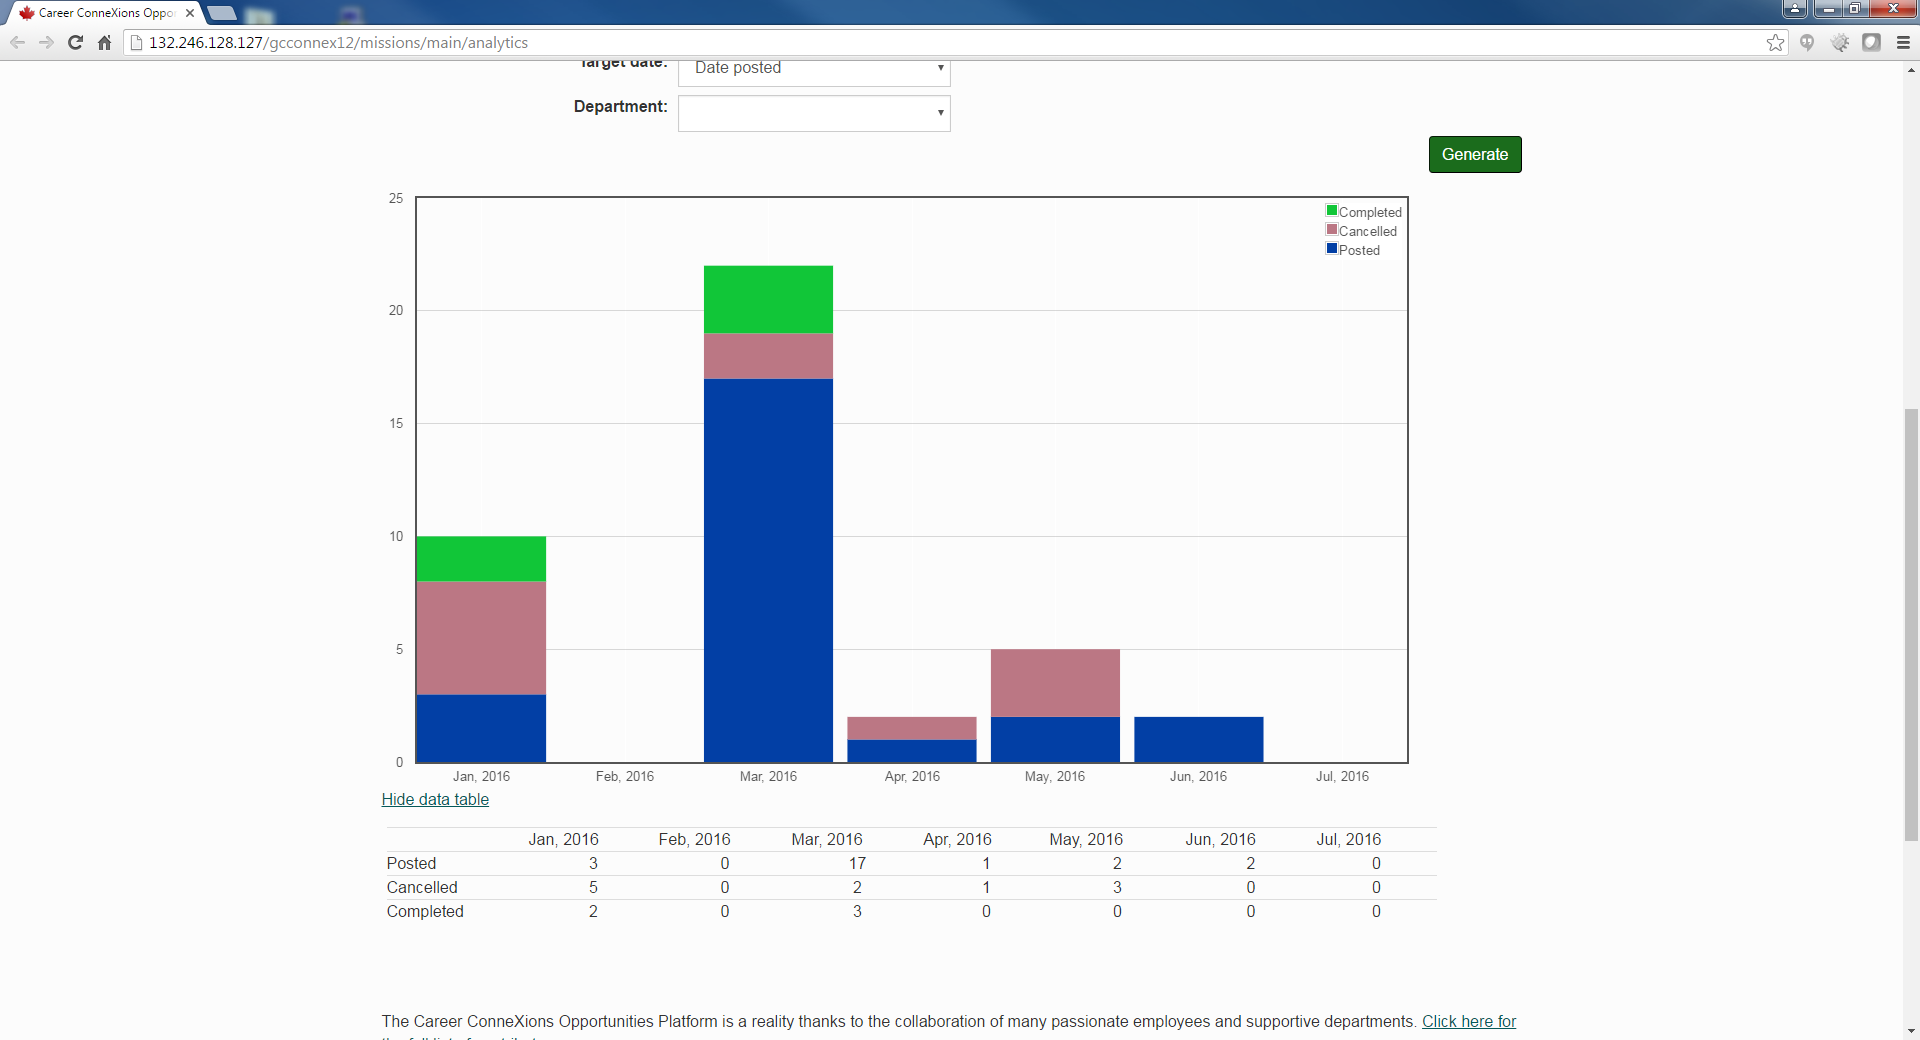 Career ConneXions Oppo
132.246.128.127/gcconnex12/missions/main/analytics
Target date: Date posted
Department:
Generate
25
20
15
10
5
0
Completed
Cancelled
Posted
Jan, 2016 Feb, 2016 Mar, 2016 Apr, 2016 May, 2016 Jun, 2016 Jul, 2016
Hide data table
Jan, 2016 Feb, 2016 Mar, 2016 Apr, 2016 May, 2016 Jun, 2016 Jul, 2016
Posted 3 0 17 1 2 2 0
Cancelled 5 0 2 1 3 0 0
Completed 2 0 3 0 0 0 0
The Career ConneXions Opportunities Platform is a reality thanks to the collaboration of many passionate employees and supportive departments. Click here for